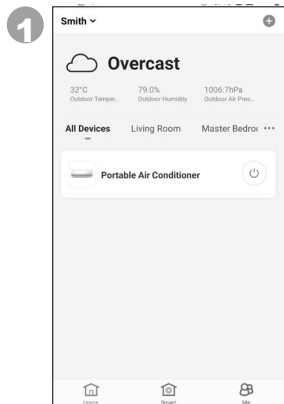 1
Smith
Overcast
32°C 79.0% 1006.7hPa
Outdoor Temper... Outdoor Humidity Outdoor Air Pres...
All Devices Living Room Master Bedroo ···
Portable Air Conditioner
Home Smart Me